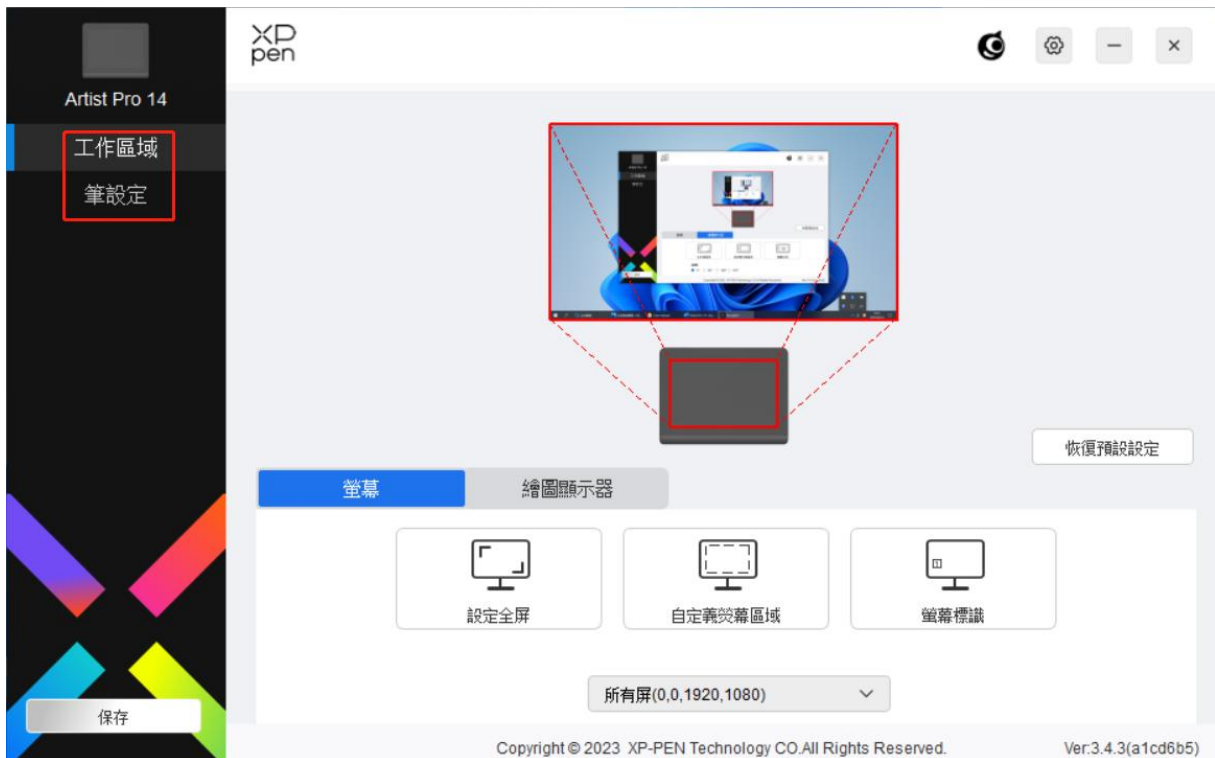 XP
pen
Artist Pro 14
工作區域
筆設定
恢復預設設定
螢幕
繪圖顯示器
設定全屏
自定義熒幕區域
螢幕標識
所有屏(0,0,1920,1080)
保存
Copyright © 2023 XP-PEN Technology CO.All Rights Reserved.
Ver:3.4.3(a1cd6b5)